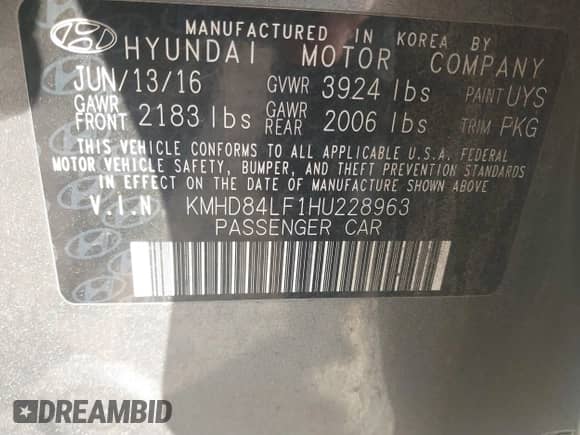 MANUFACTURED IN KOREA BY
HYUNDAI MOTOR COMPANY
JUN/13/16 GVWR 3924 lbs PAINT UYS
GAWR FRONT 2183 lbs GAWR REAR 2006 lbs TRIM PKG
THIS VEHICLE CONFORMS TO ALL APPLICABLE U.S.A. FEDERAL
MOTOR VEHICLE SAFETY, BUMPER, AND THEFT PREVENTION STANDARDS
IN EFFECT ON THE DATE OF MANUFACTURE SHOWN ABOVE.
V.I.N KMHD84LF1HU228963
PASSENGER CAR
DREAMBID